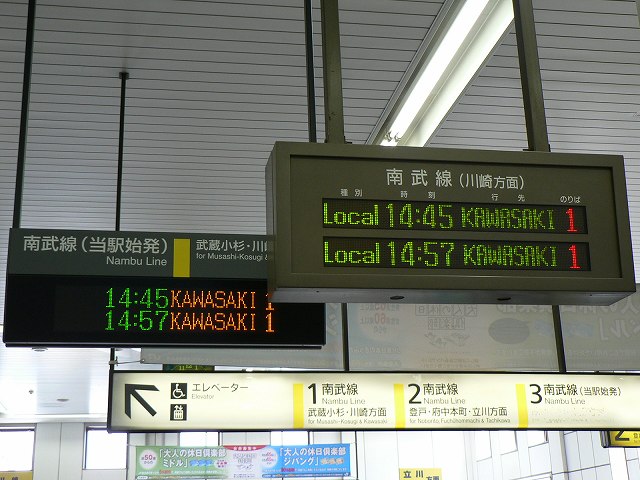 南武線（当駅始発）
Nambu Line
武蔵小杉・川崎
for Musashi-Kosugi &
14:45 KAWASAKI 1
14:57 KAWASAKI 1
南武線（川崎方面）
種別 時刻 行先 のりば
Local 14:45 KAWASAKI 1
Local 14:57 KAWASAKI 1
エレベーター
Elevator
1 南武線
Nambu Line
武蔵小杉・川崎方面
for Musashi-Kosugi & Kawasaki
2 南武線
Nambu Line
登戸・府中本町・立川方面
for Noborito, Fuchūhommachi & Tachikawa
3 南武線（当駅始発）
Nambu Line
2
「大人の休日倶楽部
ミドル」
「大人の休日倶楽部
ジパング」
立川
方面